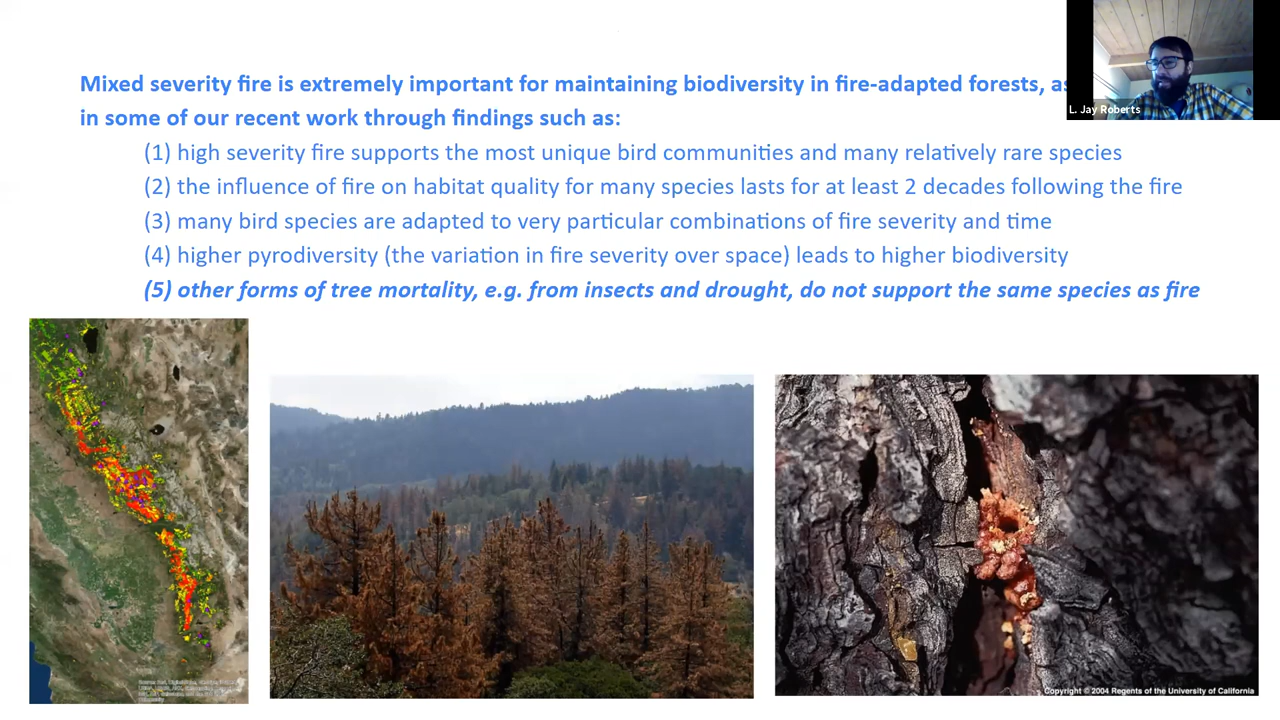 Mixed severity fire is extremely important for maintaining biodiversity in fire-adapted forests,
in some of our recent work through findings such as:
(1) high severity fire supports the most unique bird communities and many relatively rare species
(2) the influence of fire on habitat quality for many species lasts for at least 2 decades following the fire
(3) many bird species are adapted to very particular combinations of fire severity and time
(4) higher pyrodiversity (the variation in fire severity over space) leads to higher biodiversity
(5) other forms of tree mortality, e.g. from insects and drought, do not support the same species as fire
L. Jay Roberts
Copyright © 2004 Regents of the University of California